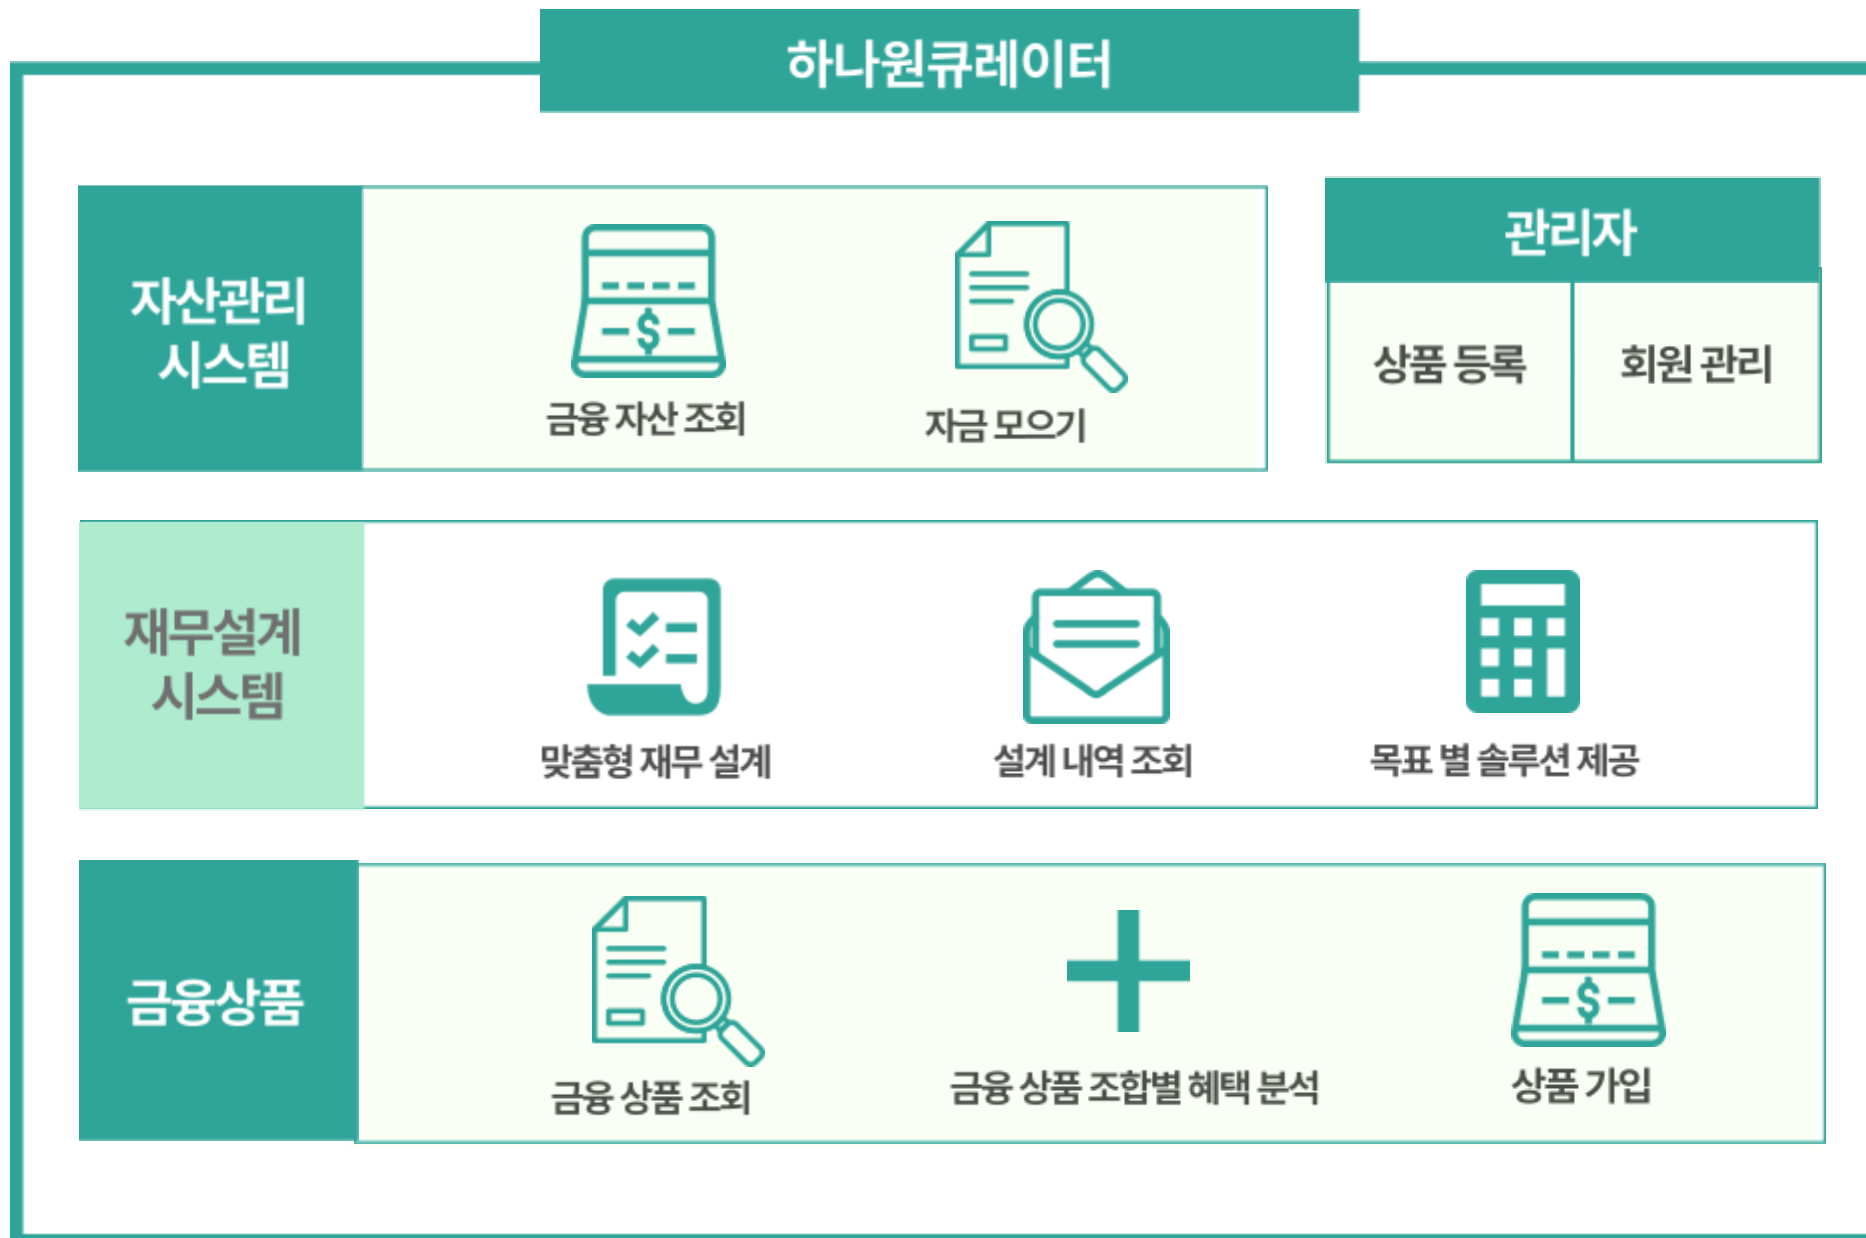 하나원큐레이터
자산관리
시스템
금융 자산 조회
자금 모으기
관리자
상품 등록
회원 관리
재무설계
시스템
맞춤형 재무 설계
설계 내역 조회
목표 별 솔루션 제공
금융상품
금융 상품 조회
금융 상품 조합별 혜택 분석
상품 가입